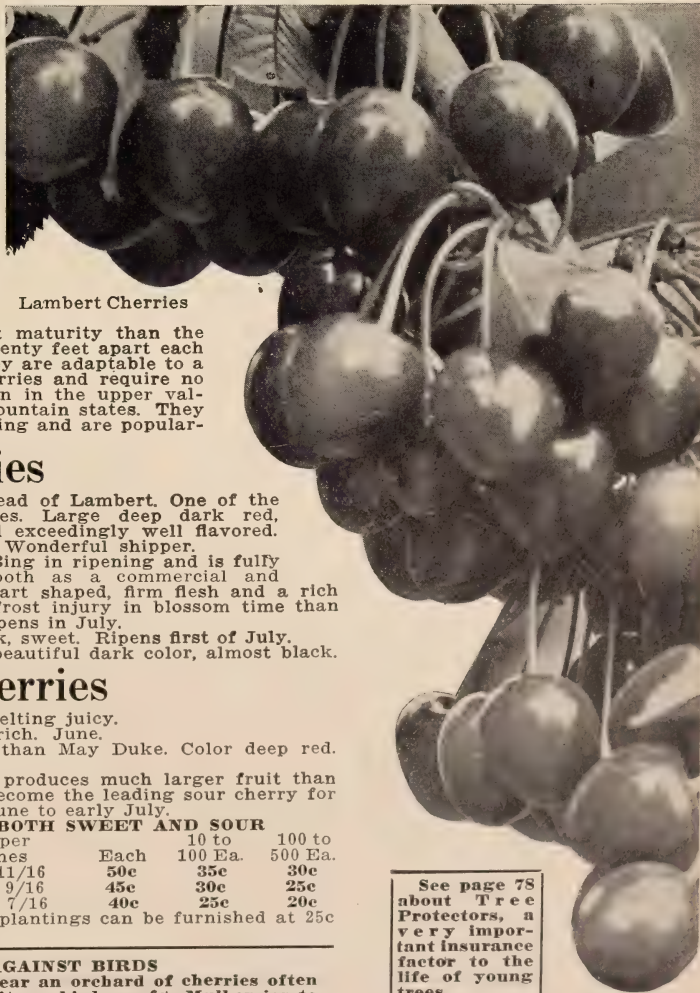 Lambert Cherries
t maturity than the
enty feet apart each
y are adaptable to a
rries and require no
n in the upper val-
ountain states. They
ing and are popular-
ies
ead of Lambert. One of the
es. Large deep dark red,
l exceedingly well flavored.
Wonderful shipper.
Bing in ripening and is fully
both as a commercial and
art shaped, firm flesh and a rich
frost injury in blossom time than
pens in July.
k, sweet. Ripens first of July.
beautiful dark color, almost black.
erries
elting juicy.
rich. June.
than May Duke. Color deep red.
produces much larger fruit than
ecome the leading sour cherry for
une to early July.
BOTH SWEET AND SOUR
per 10 to 100 to
hes Each 100 Ea. 500 Ea.
11/16 50c 35c 30c
9/16 45c 30c 25c
7/16 40c 25c 20c
plantings can be furnished at 25c
GAINST BIRDS
ear an orchard of cherries often
See page 78
about Tree
Protectors, a
very impor-
tant insurance
factor to the
life of young
trees.